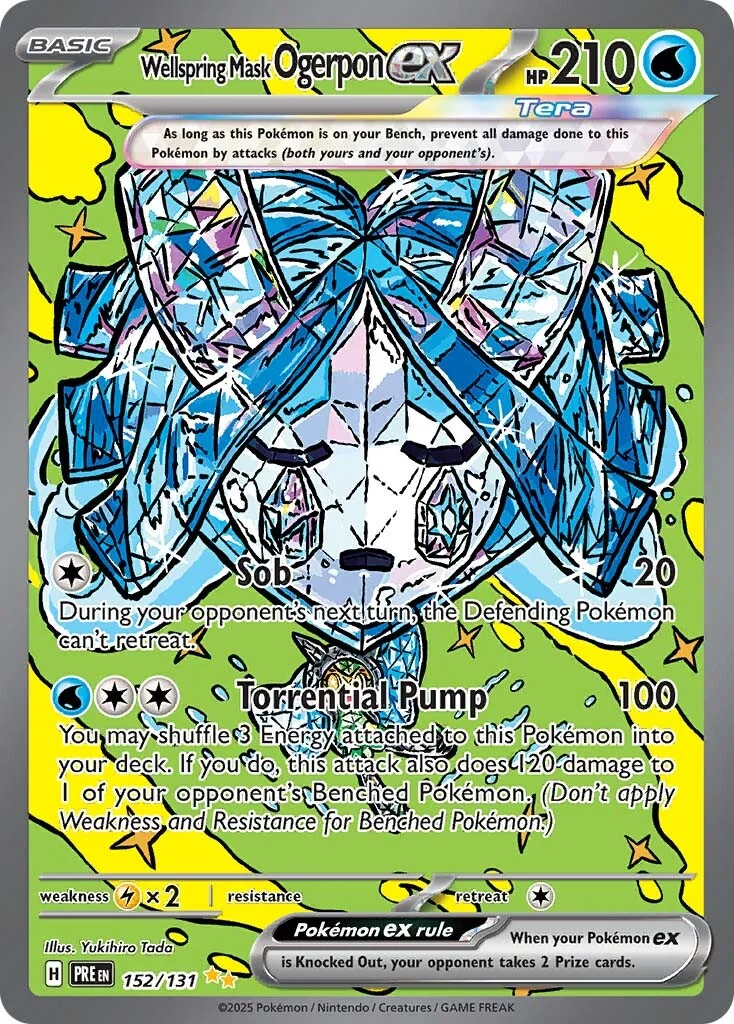 BASIC
Wellspring Mask Ogerpon ex HP 210
Tera
As long as this Pokémon is on your Bench, prevent all damage done to this
Pokémon by attacks (both yours and your opponent's).
Sob 20
During your opponent's next turn, the Defending Pokémon
can't retreat.
Torrential Pump 100
You may shuffle 3 Energy attached to this Pokémon into
your deck. If you do, this attack also does 120 damage to
1 of your opponent's Benched Pokémon. (Don't apply
Weakness and Resistance for Benched Pokémon.)
weakness ×2 resistance retreat
Illus. Yukihiro Tada
Pokémon ex rule
When your Pokémon ex
is Knocked Out, your opponent takes 2 Prize cards.
H PRE EN 152/131
©2025 Pokémon / Nintendo / Creatures / GAME FREAK